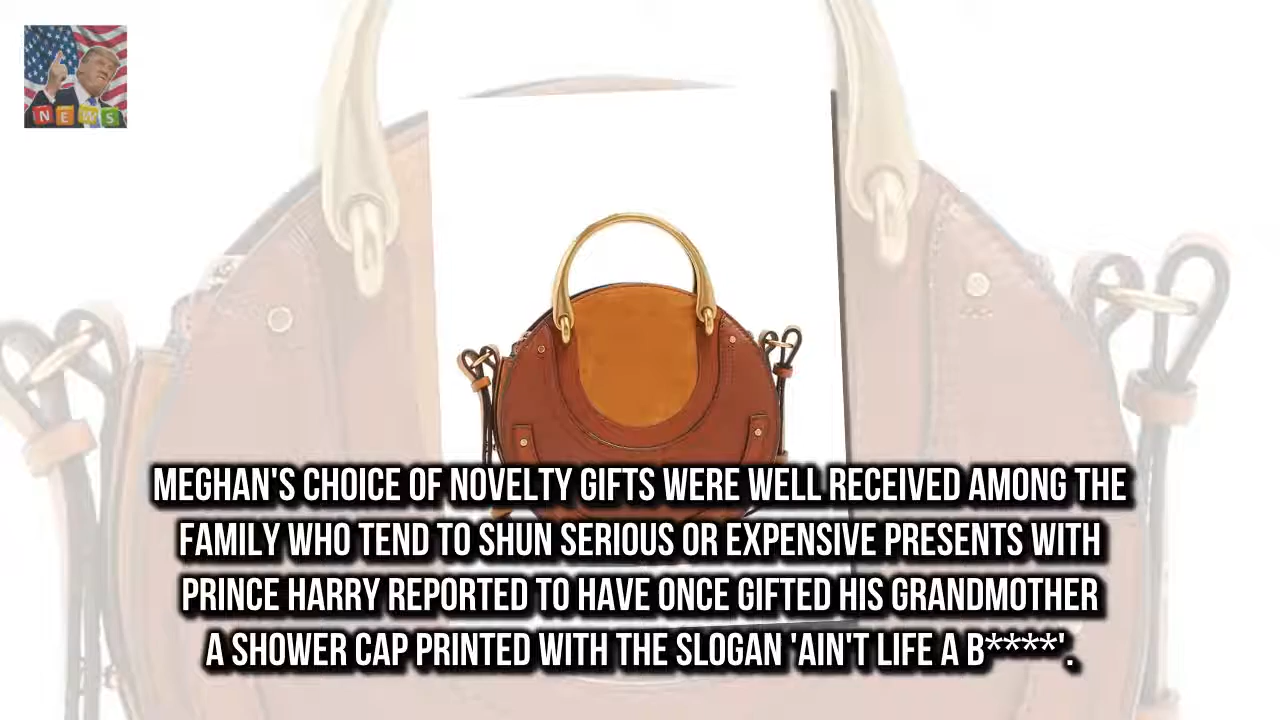 NEWS
MEGHAN'S CHOICE OF NOVELTY GIFTS WERE WELL RECEIVED AMONG THE
FAMILY WHO TEND TO SHUN SERIOUS OR EXPENSIVE PRESENTS WITH
PRINCE HARRY REPORTED TO HAVE ONCE GIFTED HIS GRANDMOTHER
A SHOWER CAP PRINTED WITH THE SLOGAN 'AIN'T LIFE A B****'.